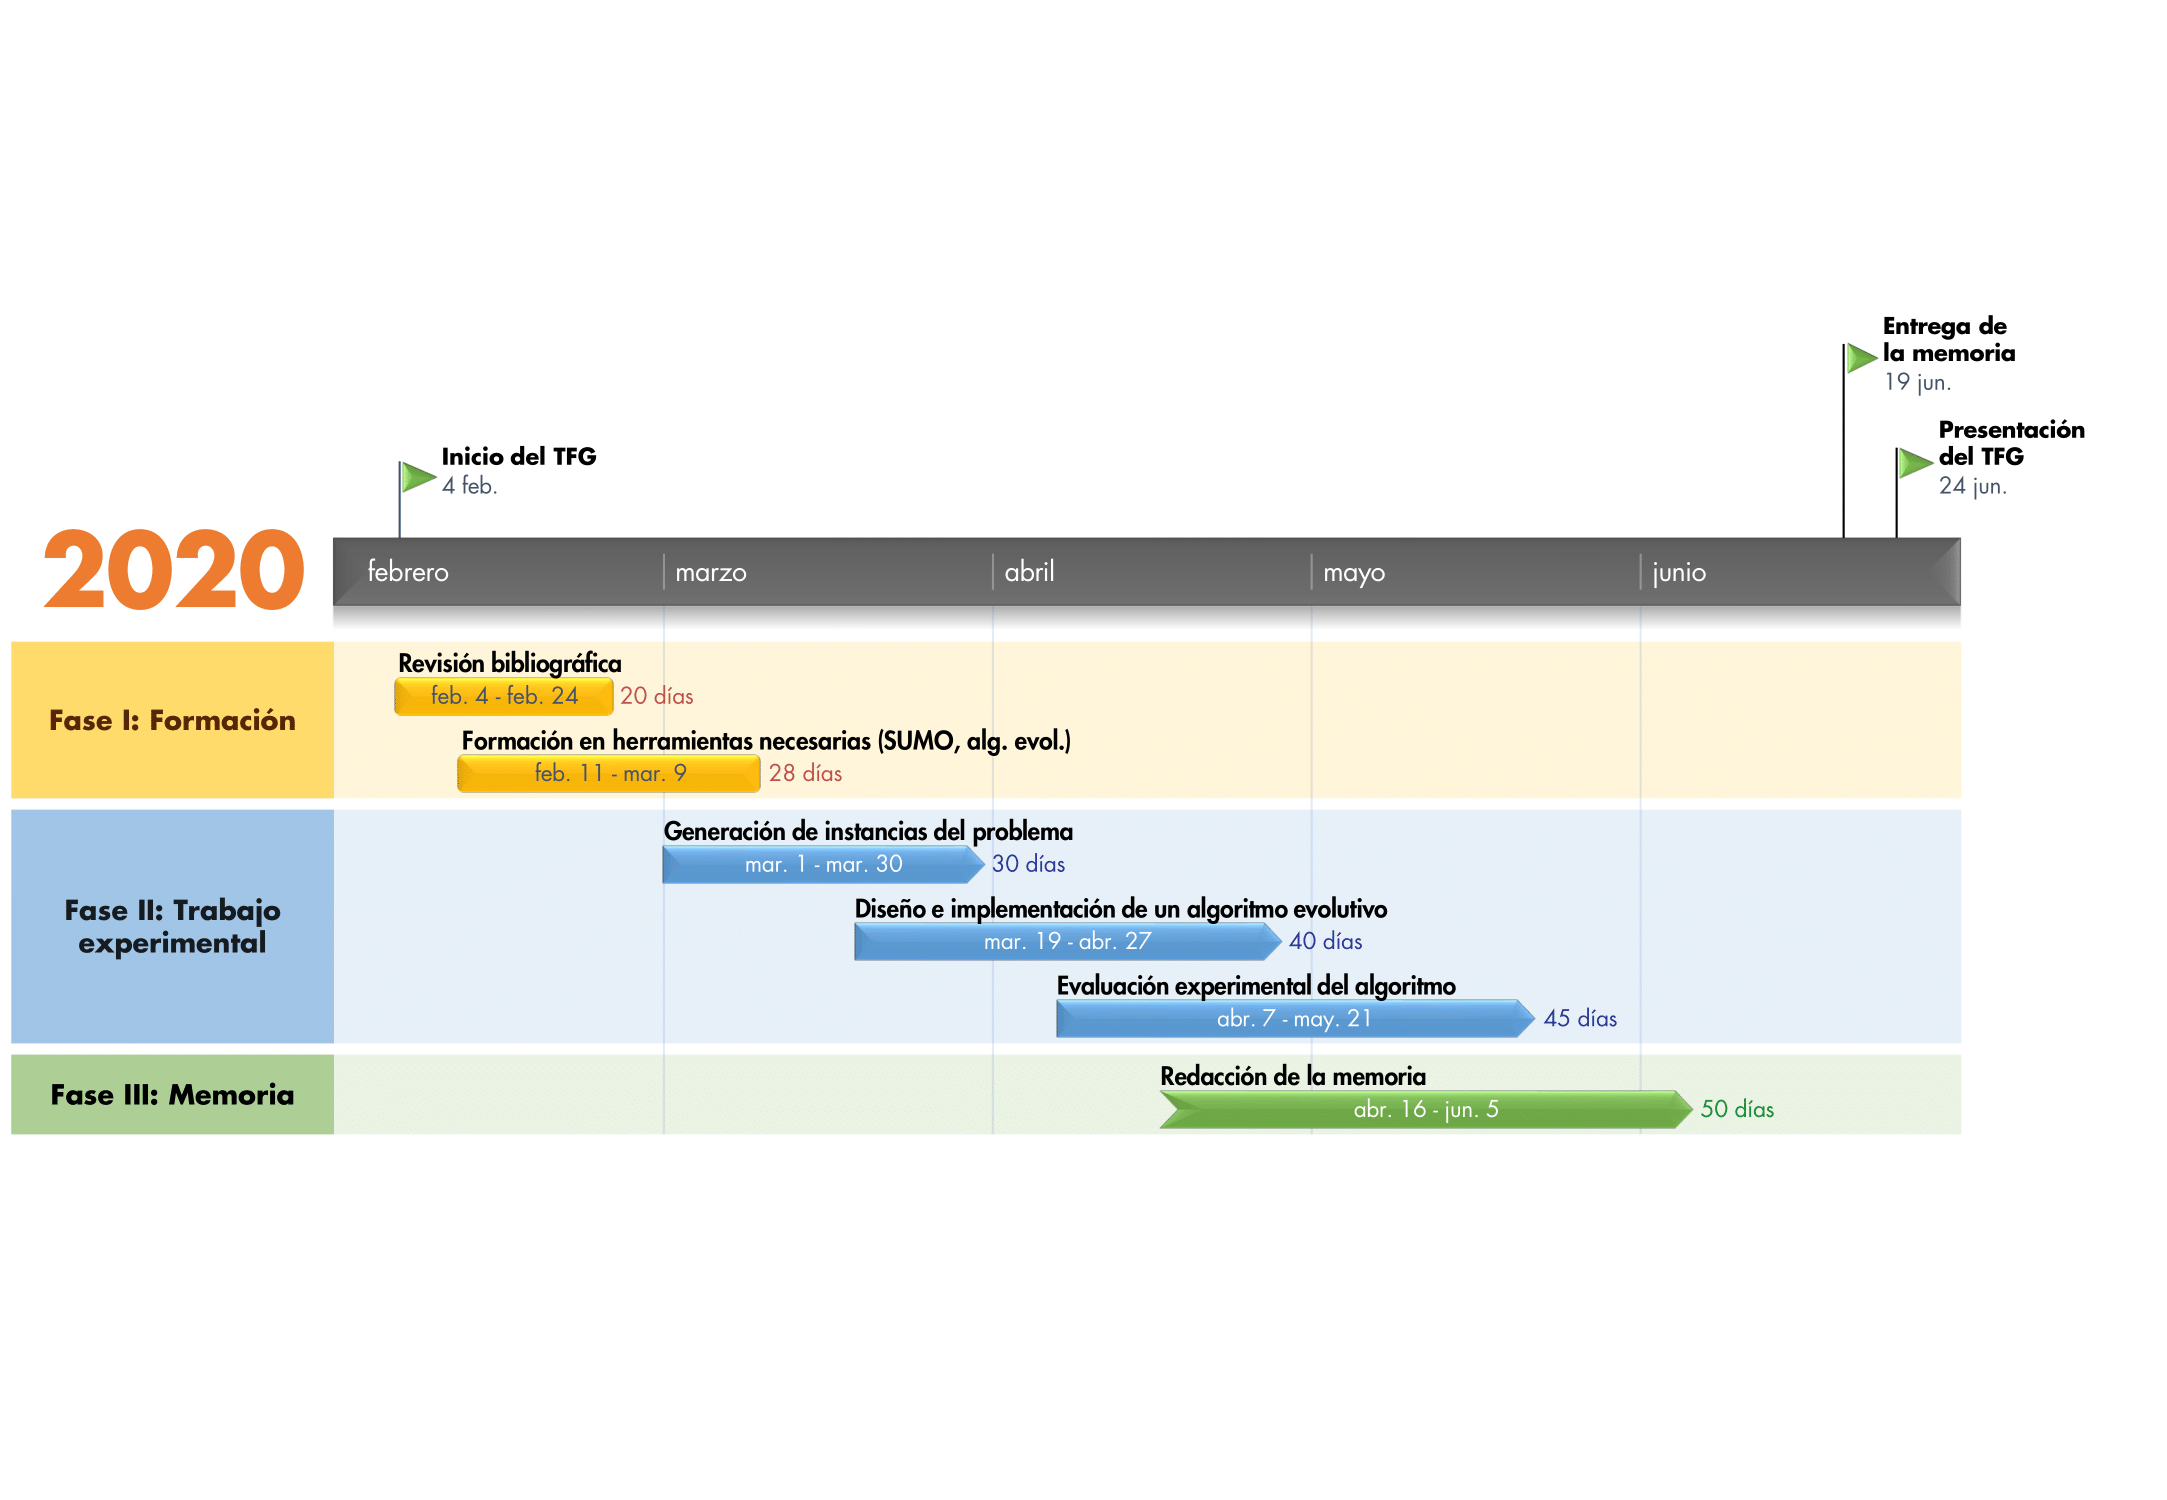 Entrega de
la memoria
19 jun.
Presentación
del TFG
24 jun.
Inicio del TFG
4 feb.
2020
febrero
marzo
abril
mayo
junio
Fase I: Formación
Revisión bibliográfica
feb. 4 - feb. 24
20 días
Formación en herramientas necesarias (SUMO, alg. evol.)
feb. 11 - mar. 9
28 días
Fase II: Trabajo
experimental
Generación de instancias del problema
mar. 1 - mar. 30
30 días
Diseño e implementación de un algoritmo evolutivo
mar. 19 - abr. 27
40 días
Evaluación experimental del algoritmo
abr. 7 - may. 21
45 días
Fase III: Memoria
Redacción de la memoria
abr. 16 - jun. 5
50 días